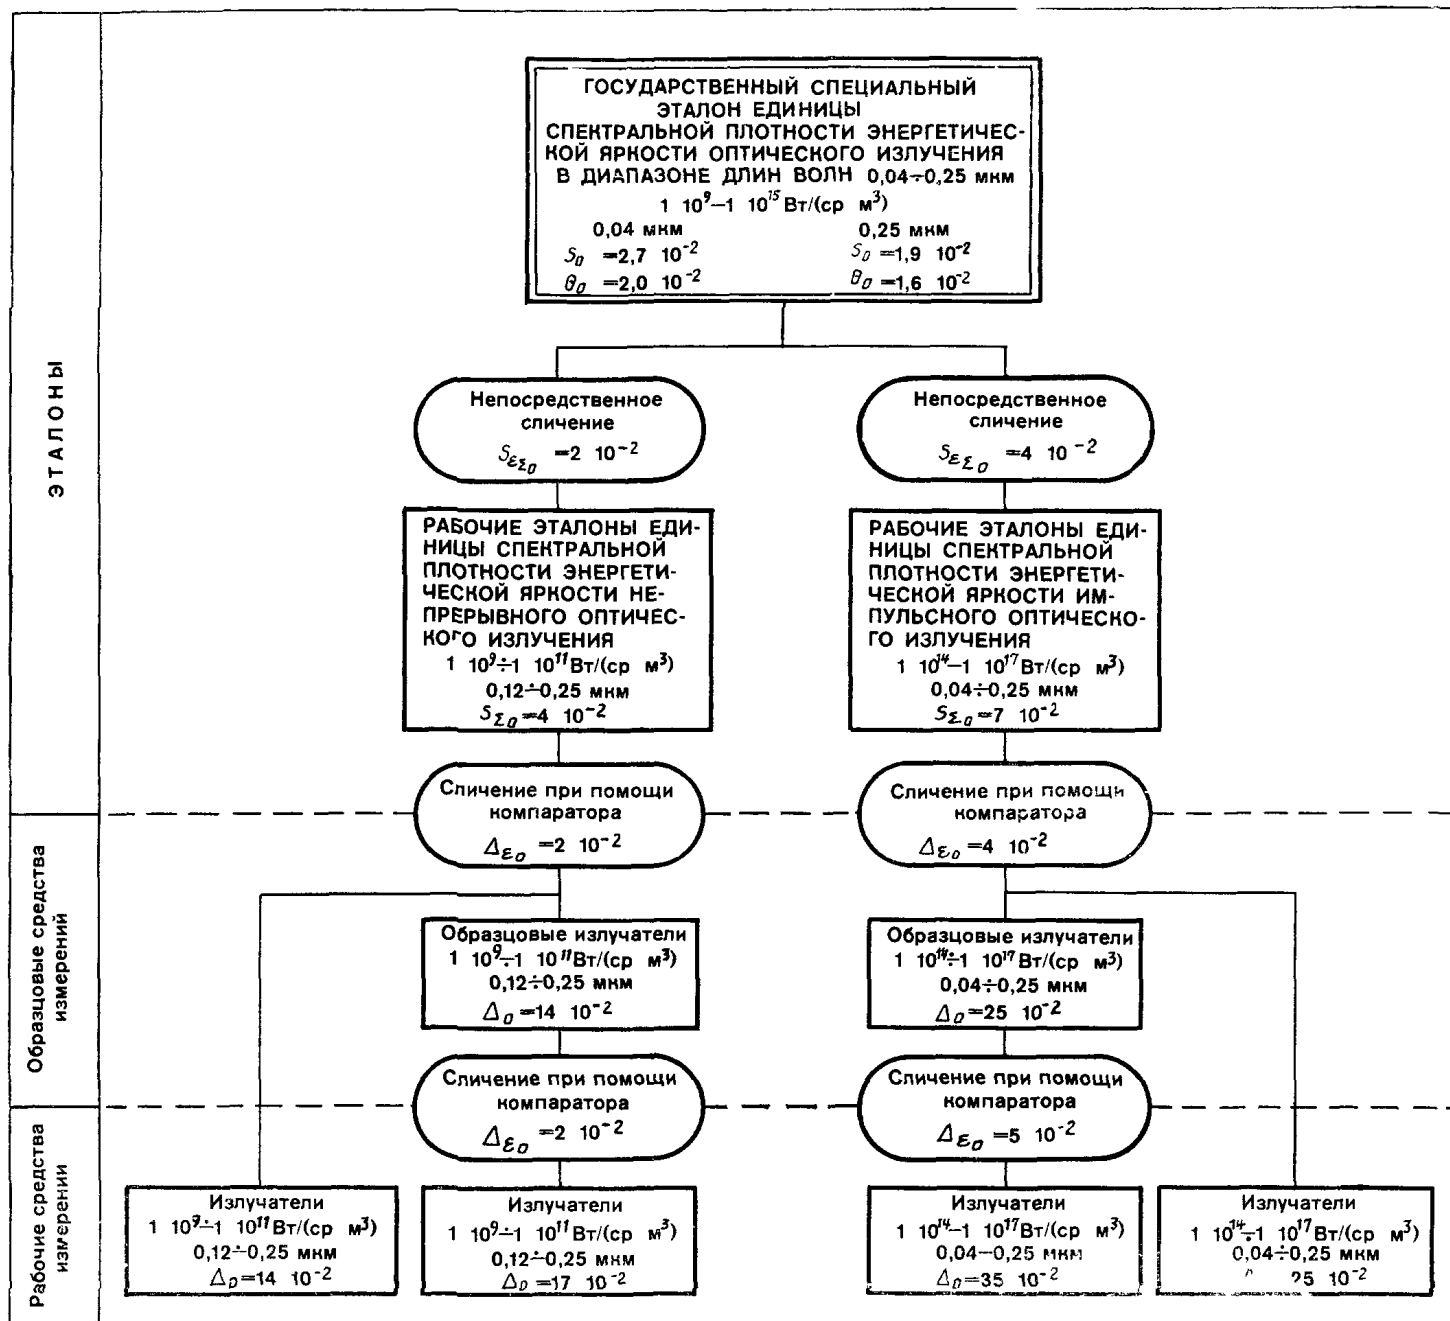 ГОСУДАРСТВЕННЫЙ СПЕЦИАЛЬНЫЙ
ЭТАЛОН ЕДИНИЦЫ
СПЕКТРАЛЬНОЙ ПЛОТНОСТИ ЭНЕРГЕТИЧЕС-
КОЙ ЯРКОСТИ ОПТИЧЕСКОГО ИЗЛУЧЕНИЯ
В ДИАПАЗОНЕ ДЛИН ВОЛН 0,04÷0,25 мкм
1 10⁹—1 10¹⁵ Вт/(ср м³)
0,04 мкм 0,25 мкм
S₀ =2,7 10⁻² S₀ =1,9 10⁻²
θ₀ =2,0 10⁻² θ₀ =1,6 10⁻²
ЭТАЛОНЫ
Непосредственное
сличение
S_εΣ₀ =2 10⁻²
Непосредственное
сличение
S_εΣ₀ =4 10⁻²
РАБОЧИЕ ЭТАЛОНЫ ЕДИ-
НИЦЫ СПЕКТРАЛЬНОЙ
ПЛОТНОСТИ ЭНЕРГЕТИ-
ЧЕСКОЙ ЯРКОСТИ НЕ-
ПРЕРЫВНОГО ОПТИЧЕС-
КОГО ИЗЛУЧЕНИЯ
1 10⁹÷1 10¹¹ Вт/(ср м³)
0,12÷0,25 мкм
S_Σ₀=4 10⁻²
РАБОЧИЕ ЭТАЛОНЫ ЕДИ-
НИЦЫ СПЕКТРАЛЬНОЙ
ПЛОТНОСТИ ЭНЕРГЕТИ-
ЧЕСКОЙ ЯРКОСТИ ИМ-
ПУЛЬСНОГО ОПТИЧЕСКО-
ГО ИЗЛУЧЕНИЯ
1 10¹⁴—1 10¹⁷ Вт/(ср м³)
0,04÷0,25 мкм
S_Σ₀=7 10⁻²
Сличение при помощи
компаратора
Δ_ε₀ =2 10⁻²
Сличение при помощи
компаратора
Δ_ε₀ =4 10⁻²
Образцовые средства
измерений
Образцовые излучатели
1 10⁹÷1 10¹¹ Вт/(ср м³)
0,12÷0,25 мкм
Δ₀=14 10⁻²
Образцовые излучатели
1 10¹⁴÷1 10¹⁷ Вт/(ср м³)
0,04÷0,25 мкм
Δ₀=25 10⁻²
Сличение при помощи
компаратора
Δ_ε₀ =2 10⁻²
Сличение при помощи
компаратора
Δ_ε₀ =5 10⁻²
Рабочие средства
измерении
Излучатели
1 10⁹÷1 10¹¹ Вт/(ср м³)
0,12÷0,25 мкм
Δ₀=14 10⁻²
Излучатели
1 10⁹÷1 10¹¹ Вт/(ср м³)
0,12÷0,25 мкм
Δ₀=17 10⁻²
Излучатели
1 10¹⁴—1 10¹⁷ Вт/(ср м³)
0,04—0,25 мкм
Δ₀=35 10⁻²
Излучатели
1 10¹⁴÷1 10¹⁷ Вт/(ср м³)
0,04÷0,25 мкм
10⁻²